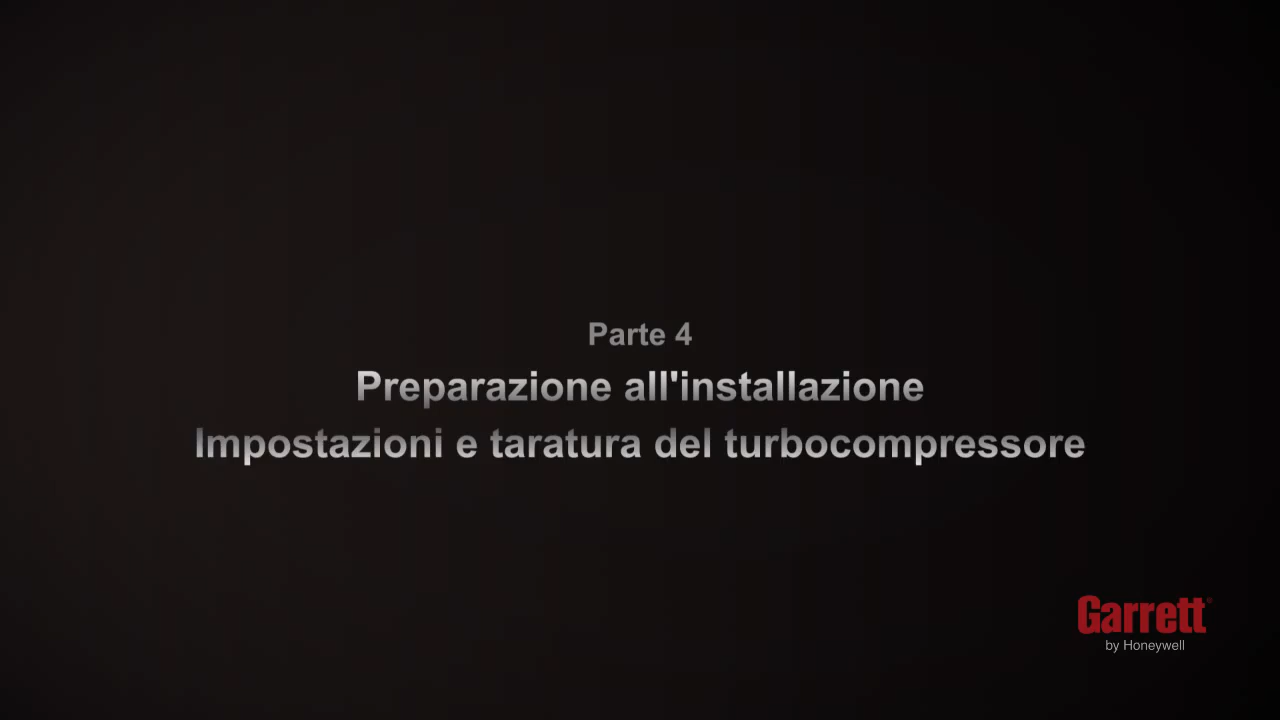 Parte 4
Preparazione all'installazione
Impostazioni e taratura del turbocompressore
Garrett®
by Honeywell